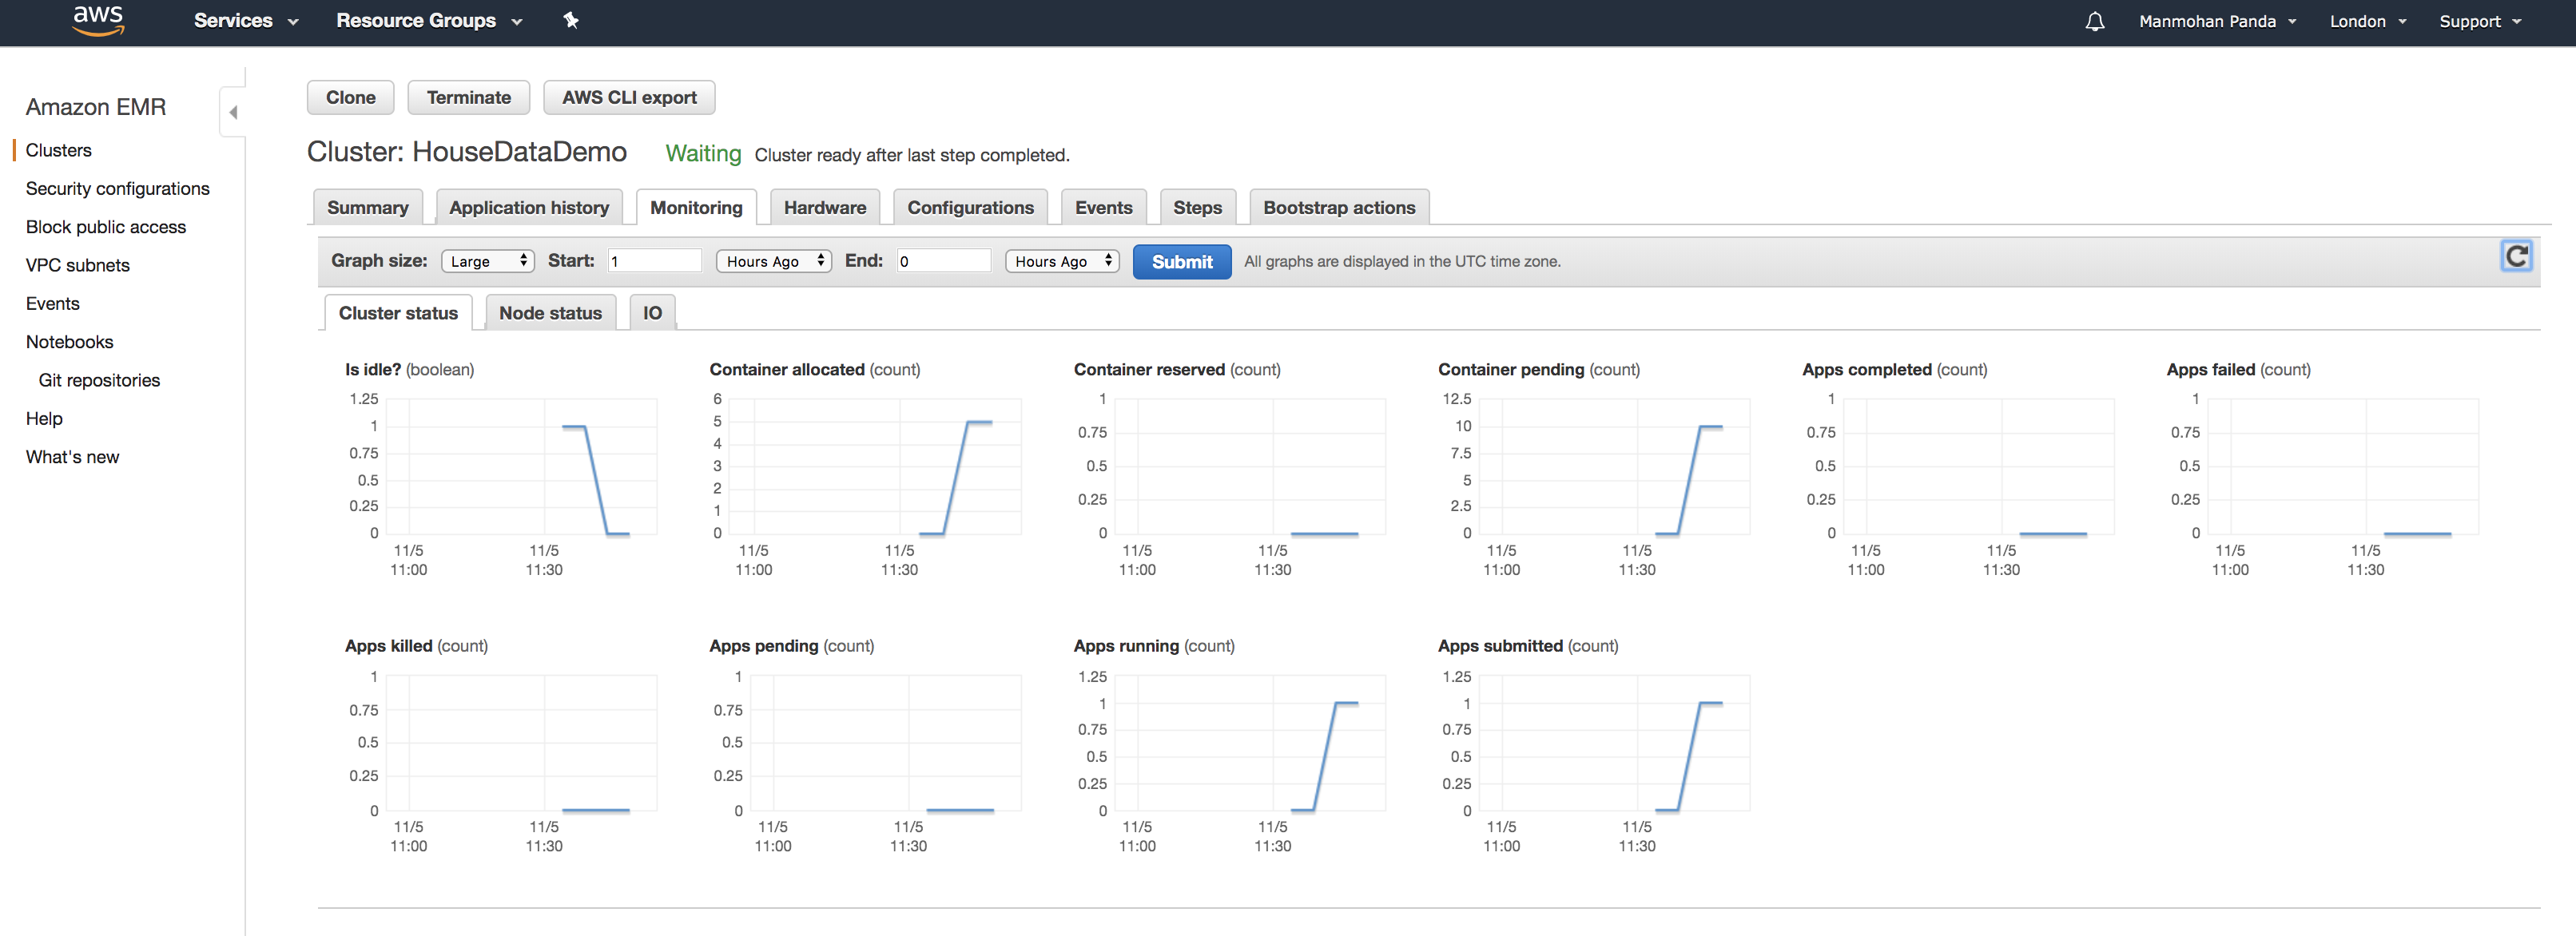 aws Services Resource Groups Manmohan Panda London Support
Amazon EMR
Clusters
Security configurations
Block public access
VPC subnets
Events
Notebooks
Git repositories
Help
What's new
Clone Terminate AWS CLI export
Cluster: HouseDataDemo Waiting Cluster ready after last step completed.
Summary Application history Monitoring Hardware Configurations Events Steps Bootstrap actions
Graph size: Large Start: 1 Hours Ago End: 0 Hours Ago Submit All graphs are displayed in the UTC time zone.
Cluster status Node status IO
Is idle? (boolean)
1.25
1
0.75
0.5
0.25
0
11/5 11/5
11:00 11:30
Container allocated (count)
6
5
4
3
2
1
0
11/5 11/5
11:00 11:30
Container reserved (count)
1
0.75
0.5
0.25
0
11/5 11/5
11:00 11:30
Container pending (count)
12.5
10
7.5
5
2.5
0
11/5 11/5
11:00 11:30
Apps completed (count)
1
0.75
0.5
0.25
0
11/5 11/5
11:00 11:30
Apps failed (count)
1
0.75
0.5
0.25
0
11/5 11/5
11:00 11:30
Apps killed (count)
1
0.75
0.5
0.25
0
11/5 11/5
11:00 11:30
Apps pending (count)
1
0.75
0.5
0.25
0
11/5 11/5
11:00 11:30
Apps running (count)
1.25
1
0.75
0.5
0.25
0
11/5 11/5
11:00 11:30
Apps submitted (count)
1.25
1
0.75
0.5
0.25
0
11/5 11/5
11:00 11:30